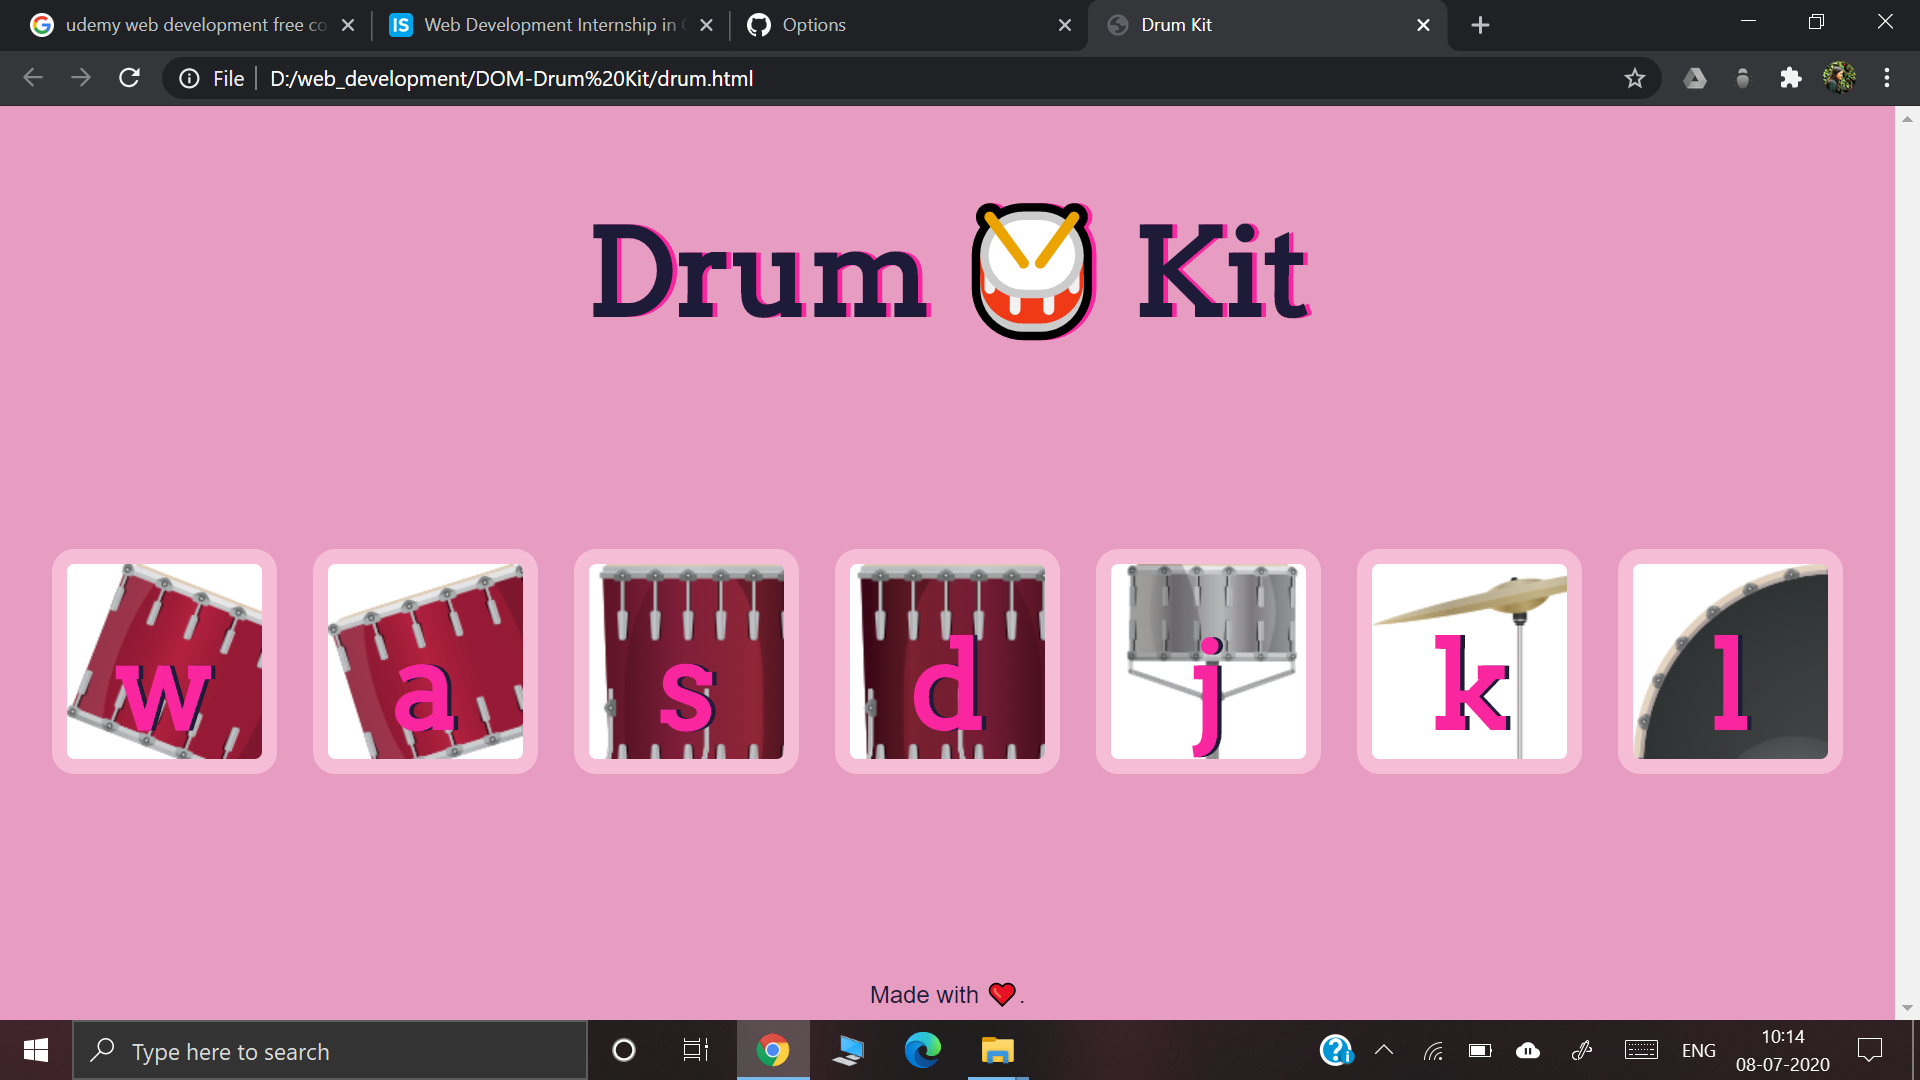 udemy web development free co
IS Web Development Internship in
Options
Drum Kit
File D:/web_development/DOM-Drum%20Kit/drum.html
Drum Kit
w a s d j k l
Made with ❤.
Type here to search
ENG
10:14
08-07-2020